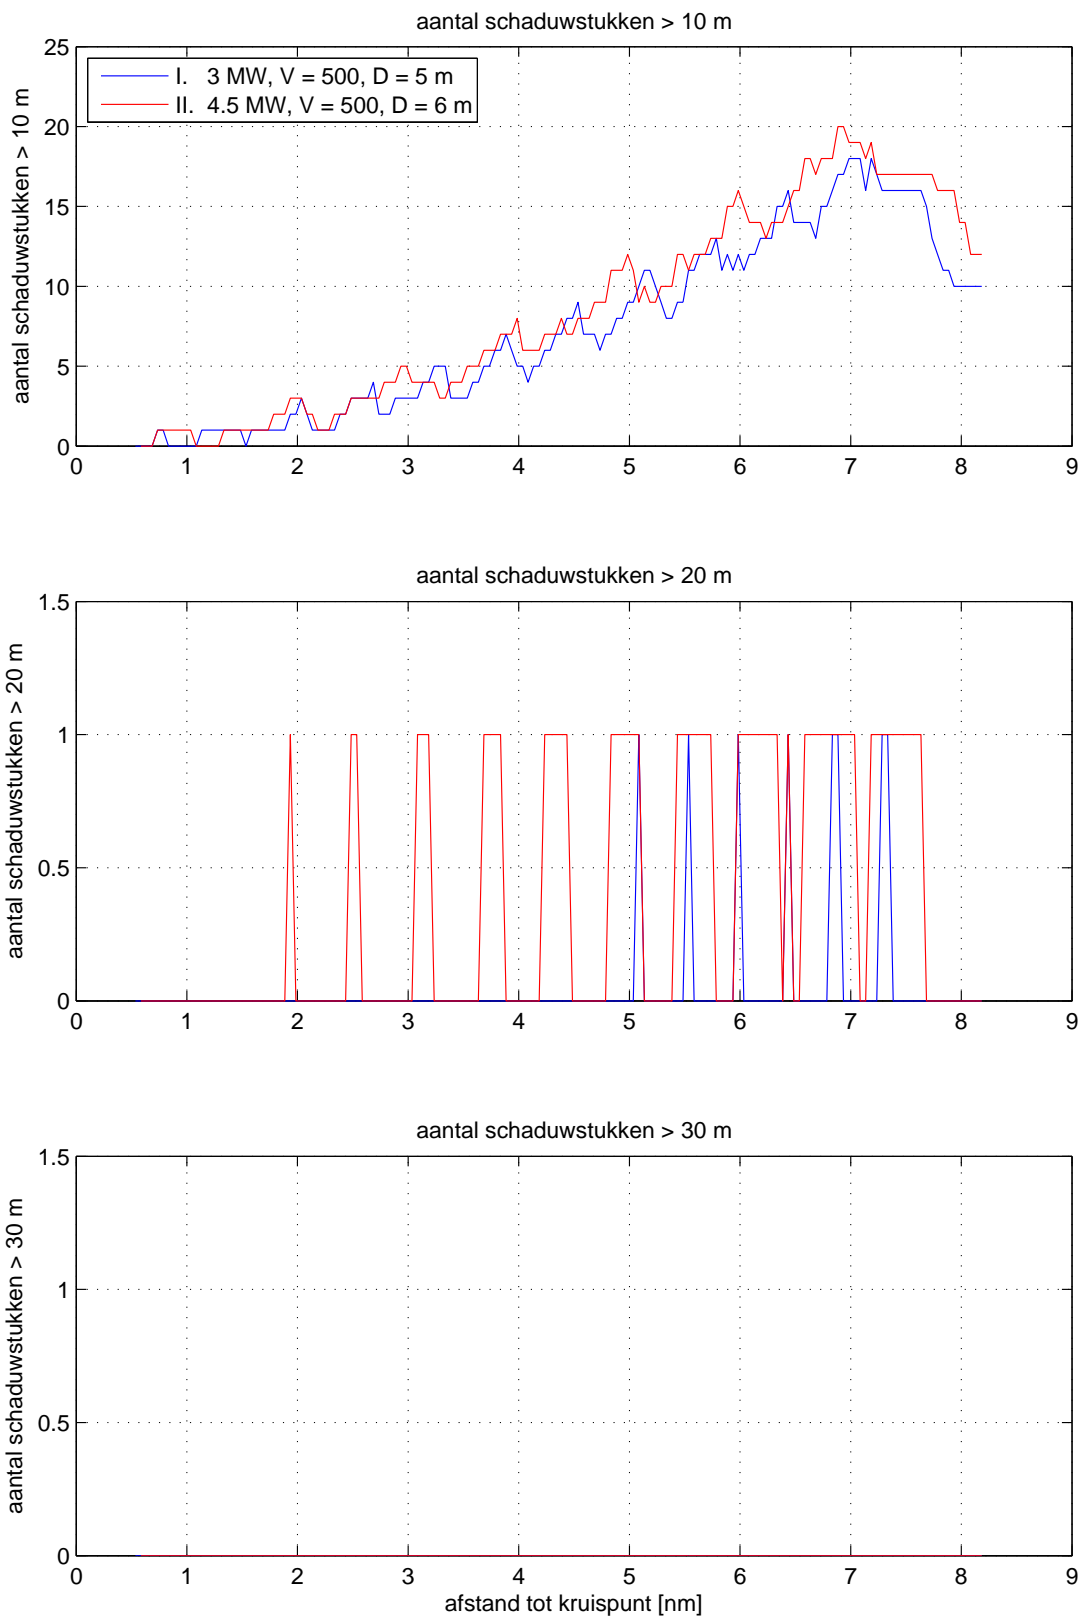 aantal schaduwstukken > 10 m
aantal schaduwstukken > 10 m
25
20
15
10
5
0
I. 3 MW, V = 500, D = 5 m
II. 4.5 MW, V = 500, D = 6 m
0 1 2 3 4 5 6 7 8 9
aantal schaduwstukken > 20 m
aantal schaduwstukken > 20 m
1.5
1
0.5
0
0 1 2 3 4 5 6 7 8 9
aantal schaduwstukken > 30 m
aantal schaduwstukken > 30 m
1.5
1
0.5
0
0 1 2 3 4 5 6 7 8 9
afstand tot kruispunt [nm]